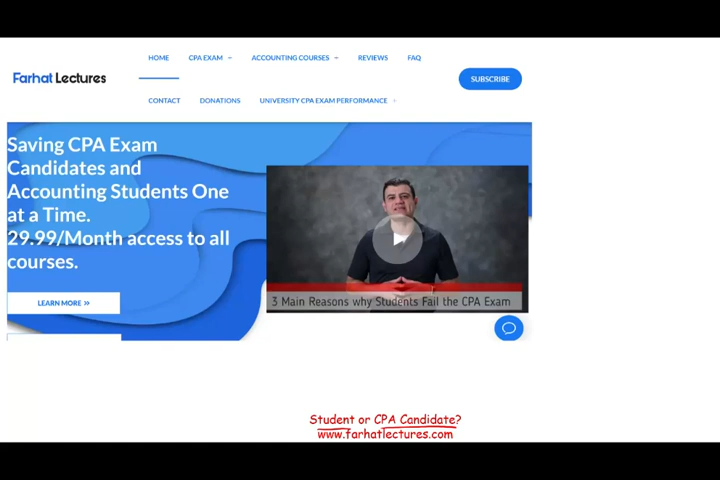 HOME
CPA EXAM
ACCOUNTING COURSES
REVIEWS
FAQ
Farhat Lectures
SUBSCRIBE
CONTACT
DONATIONS
UNIVERSITY CPA EXAM PERFORMANCE
Saving CPA Exam
Candidates and
Accounting Students One
at a Time.
29.99/Month access to all
courses.
LEARN MORE »
3 Main Reasons why Students Fail the CPA Exam
Student or CPA Candidate?
www.farhatlectures.com